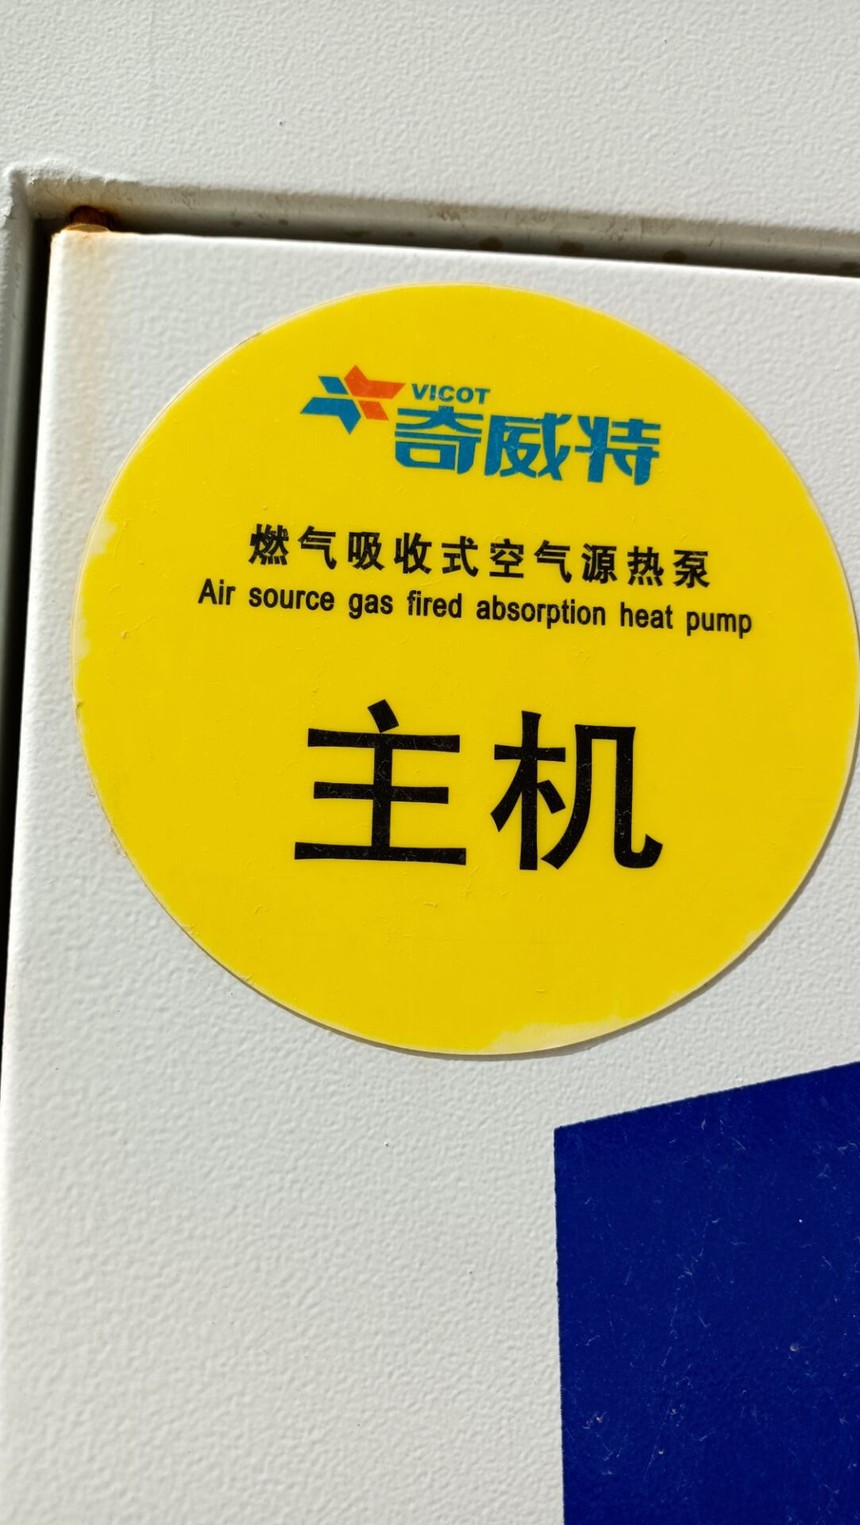 VICOT
奇威特
燃气吸收式空气源热泵
Air source gas fired absorption heat pump
主机